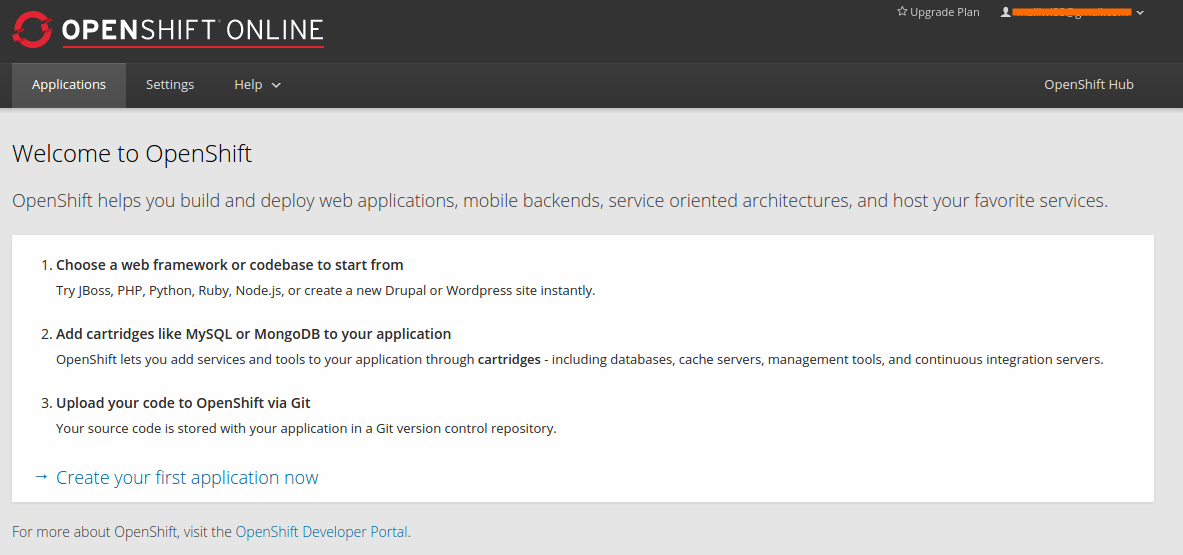 OPENSHIFT ONLINE
Upgrade Plan
Applications Settings Help OpenShift Hub
Welcome to OpenShift
OpenShift helps you build and deploy web applications, mobile backends, service oriented architectures, and host your favorite services.
1. Choose a web framework or codebase to start from
Try JBoss, PHP, Python, Ruby, Node.js, or create a new Drupal or Wordpress site instantly.
2. Add cartridges like MySQL or MongoDB to your application
OpenShift lets you add services and tools to your application through cartridges - including databases, cache servers, management tools, and continuous integration servers.
3. Upload your code to OpenShift via Git
Your source code is stored with your application in a Git version control repository.
→ Create your first application now
For more about OpenShift, visit the OpenShift Developer Portal.